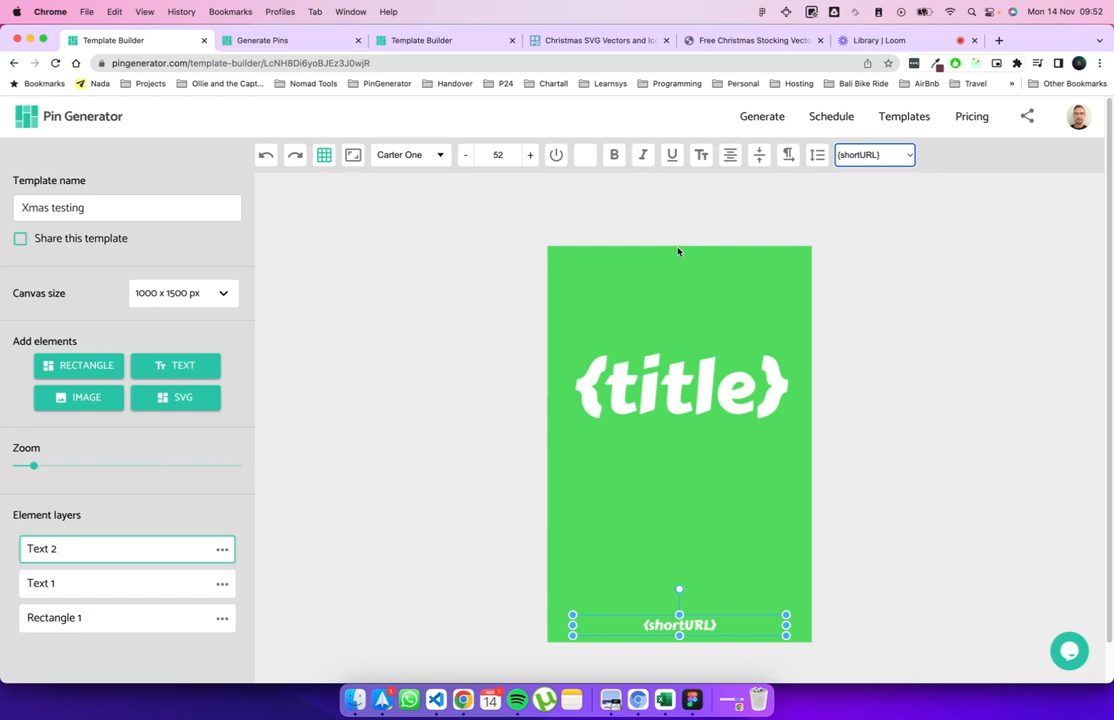 Chrome File Edit View History Bookmarks Profiles Tab Window Help Mon 14 Nov 09:52
Template Builder Generate Pins Template Builder Christmas SVG Vectors and Ico Free Christmas Stocking Vecto Library | Loom
pingenerator.com/template-builder/LcNH8Di6yoBJEz3J0wjR
Bookmarks Nada Projects Ollie and the Capt... Nomad Tools PinGenerator Handover P24 Chartall Learnsys Programming Personal Hosting Bali Bike Ride AirBnb Travel » Other Bookmarks
Pin Generator Generate Schedule Templates Pricing
Carter One - 52 + B I U Tт {shortURL}
Template name
Xmas testing
Share this template
Canvas size 1000 x 1500 px
Add elements
RECTANGLE TEXT
IMAGE SVG
Zoom
Element layers
Text 2
Text 1
Rectangle 1
{title}
{shortURL}